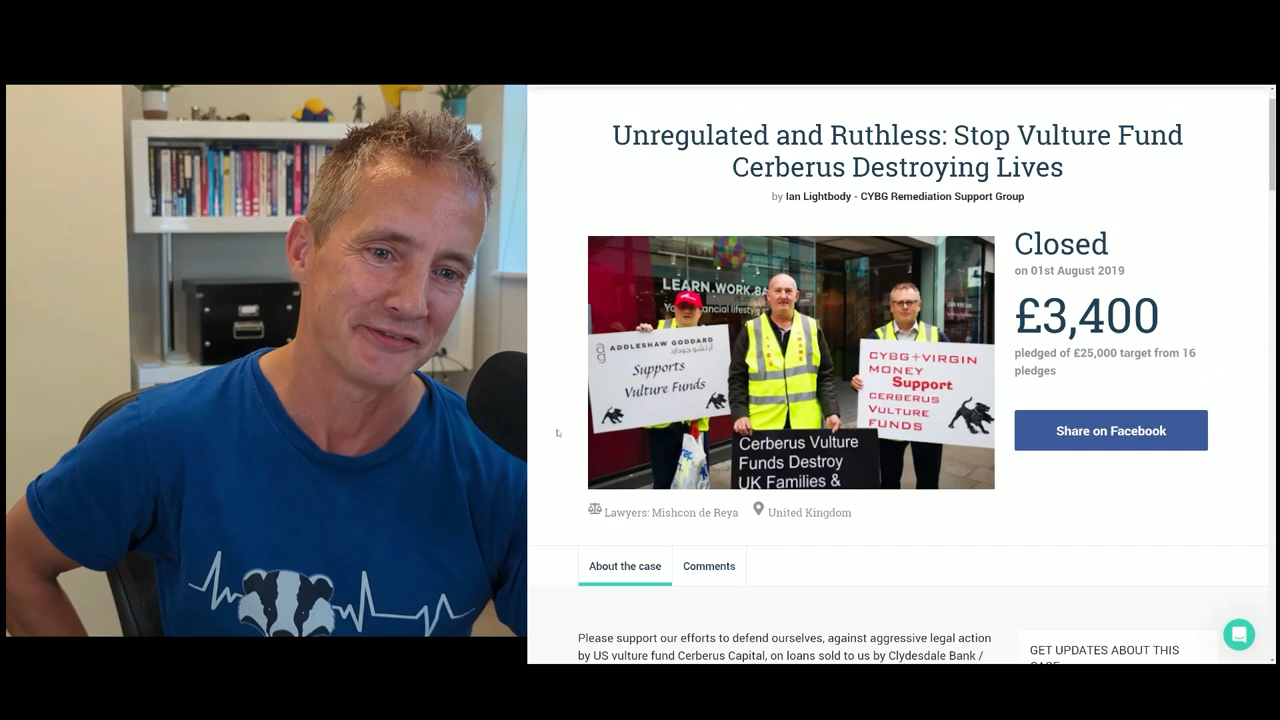 Unregulated and Ruthless: Stop Vulture Fund
Cerberus Destroying Lives
by Ian Lightbody - CYBG Remediation Support Group
LEARN.WORK.BA
ag ADDLESHAW GODDARD
Supports
Vulture Funds
CYBG+VIRGIN
MONEY
Support
CERBERUS
VULTURE
FUNDS
Cerberus Vulture
Funds Destroy
UK Families &
Closed
on 01st August 2019
£3,400
pledged of £25,000 target from 16
pledges
Share on Facebook
Lawyers: Mishcon de Reya United Kingdom
About the case Comments
Please support our efforts to defend ourselves, against aggressive legal action
by US vulture fund Cerberus Capital, on loans sold to us by Clydesdale Bank /
GET UPDATES ABOUT THIS
CASE